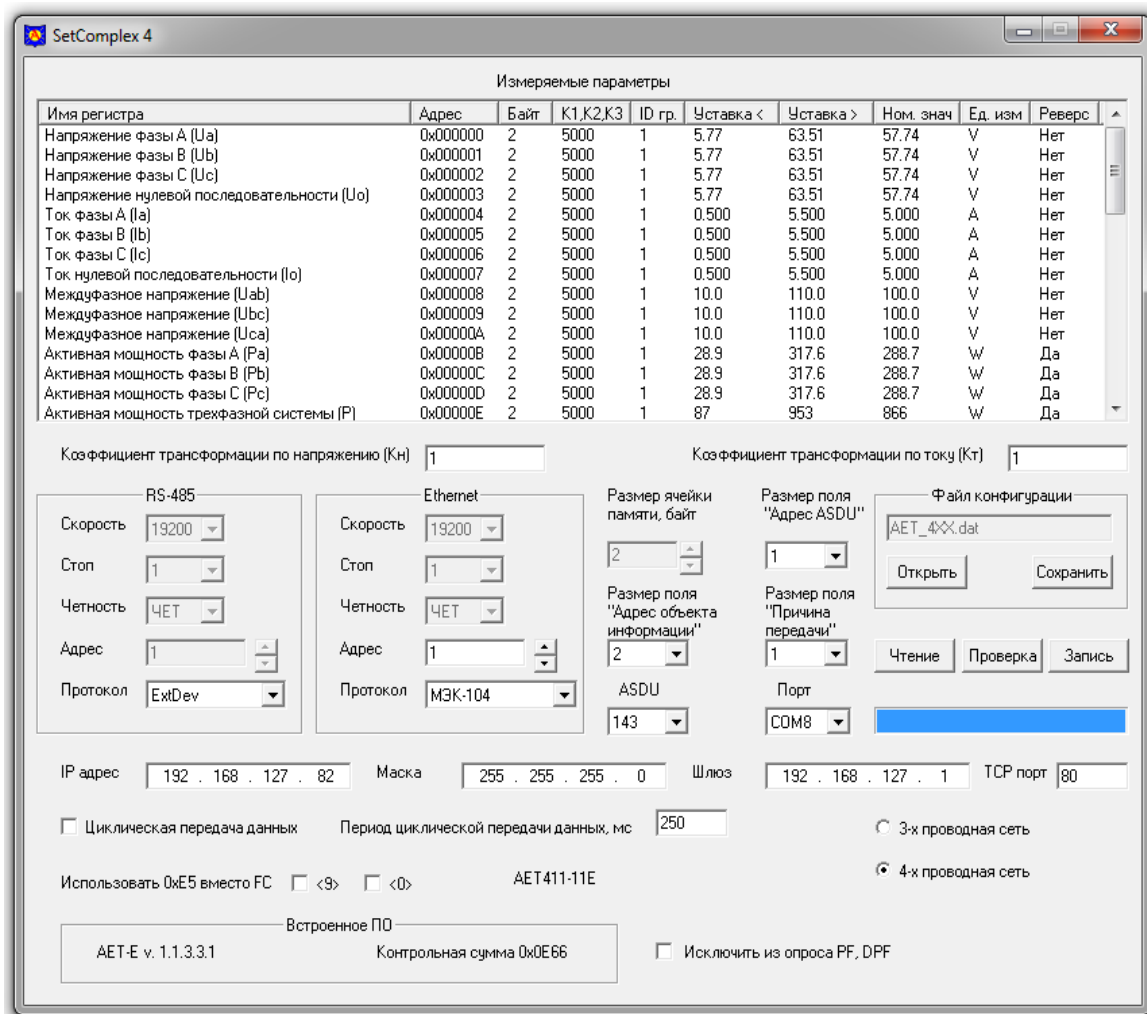 SetComplex 4
Измеряемые параметры
Имя регистра Адрес Байт K1,K2,K3 ID гр. Уставка < Уставка > Ном. знач Ед. изм Реверс
Напряжение фазы A (Ua) 0x000000 2 5000 1 5.77 63.51 57.74 V Нет
Напряжение фазы B (Ub) 0x000001 2 5000 1 5.77 63.51 57.74 V Нет
Напряжение фазы C (Uc) 0x000002 2 5000 1 5.77 63.51 57.74 V Нет
Напряжение нулевой последовательности (Uo) 0x000003 2 5000 1 5.77 63.51 57.74 V Нет
Ток фазы A (Ia) 0x000004 2 5000 1 0.500 5.500 5.000 A Нет
Ток фазы B (Ib) 0x000005 2 5000 1 0.500 5.500 5.000 A Нет
Ток фазы C (Ic) 0x000006 2 5000 1 0.500 5.500 5.000 A Нет
Ток нулевой последовательности (Io) 0x000007 2 5000 1 0.500 5.500 5.000 A Нет
Междуфазное напряжение (Uab) 0x000008 2 5000 1 10.0 110.0 100.0 V Нет
Междуфазное напряжение (Ubc) 0x000009 2 5000 1 10.0 110.0 100.0 V Нет
Междуфазное напряжение (Uca) 0x00000A 2 5000 1 10.0 110.0 100.0 V Нет
Активная мощность фазы A (Pa) 0x00000B 2 5000 1 28.9 317.6 288.7 W Да
Активная мощность фазы B (Pb) 0x00000C 2 5000 1 28.9 317.6 288.7 W Да
Активная мощность фазы C (Pc) 0x00000D 2 5000 1 28.9 317.6 288.7 W Да
Активная мощность трехфазной системы (P) 0x00000E 2 5000 1 87 953 866 W Да
Коэффициент трансформации по напряжению (Кн) 1 Коэффициент трансформации по току (Кт) 1
RS-485
Скорость 19200
Стоп 1
Четность ЧЕТ
Адрес 1
Протокол ExtDev
Ethernet
Скорость 19200
Стоп 1
Четность ЧЕТ
Адрес 1
Протокол МЭК-104
Размер ячейки
памяти, байт
2
Размер поля
"Адрес объекта
информации"
2
ASDU
143
Размер поля
"Адрес ASDU"
1
Размер поля
"Причина
передачи"
1
Порт
COM8
Файл конфигурации
AET_4XX.dat
Открыть Сохранить
Чтение Проверка Запись
IP адрес 192 . 168 . 127 . 82 Маска 255 . 255 . 255 . 0 Шлюз 192 . 168 . 127 . 1 TCP порт 80
Циклическая передача данных Период циклической передачи данных, мс 250 3-х проводная сеть
Использовать 0xE5 вместо FC <9> <0> AET411-11E 4-х проводная сеть
Встроенное ПО
AET-E v. 1.1.3.3.1 Контрольная сумма 0x0E66
Исключить из опроса PF, DPF